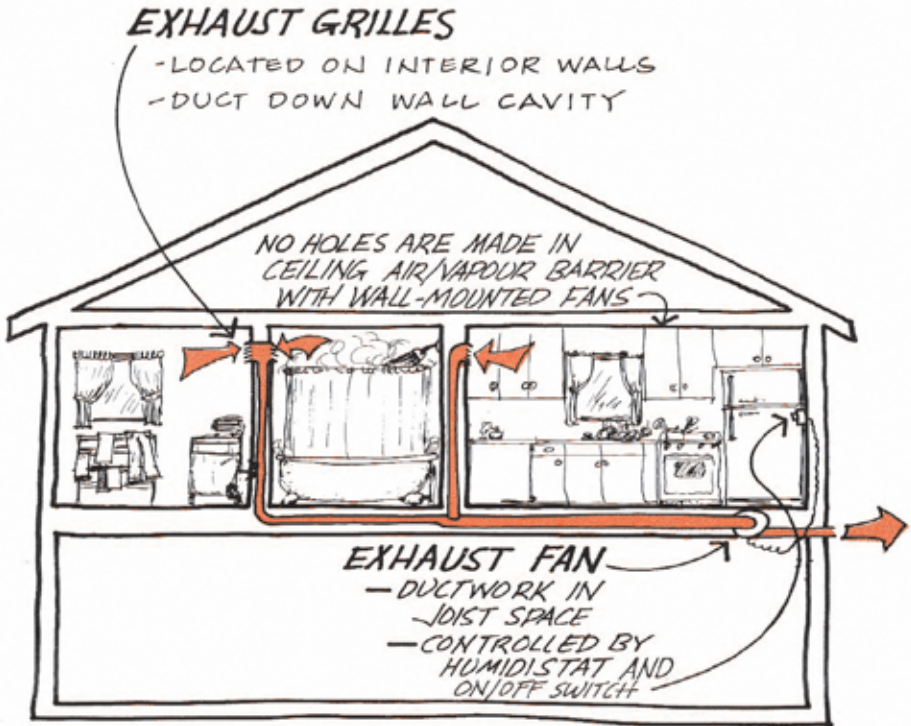 EXHAUST GRILLES
-LOCATED ON INTERIOR WALLS
-DUCT DOWN WALL CAVITY
NO HOLES ARE MADE IN
CEILING AIR/VAPOUR BARRIER
WITH WALL-MOUNTED FANS
EXHAUST FAN
—DUCTWORK IN
JOIST SPACE
—CONTROLLED BY
HUMIDISTAT AND
ON/OFF SWITCH